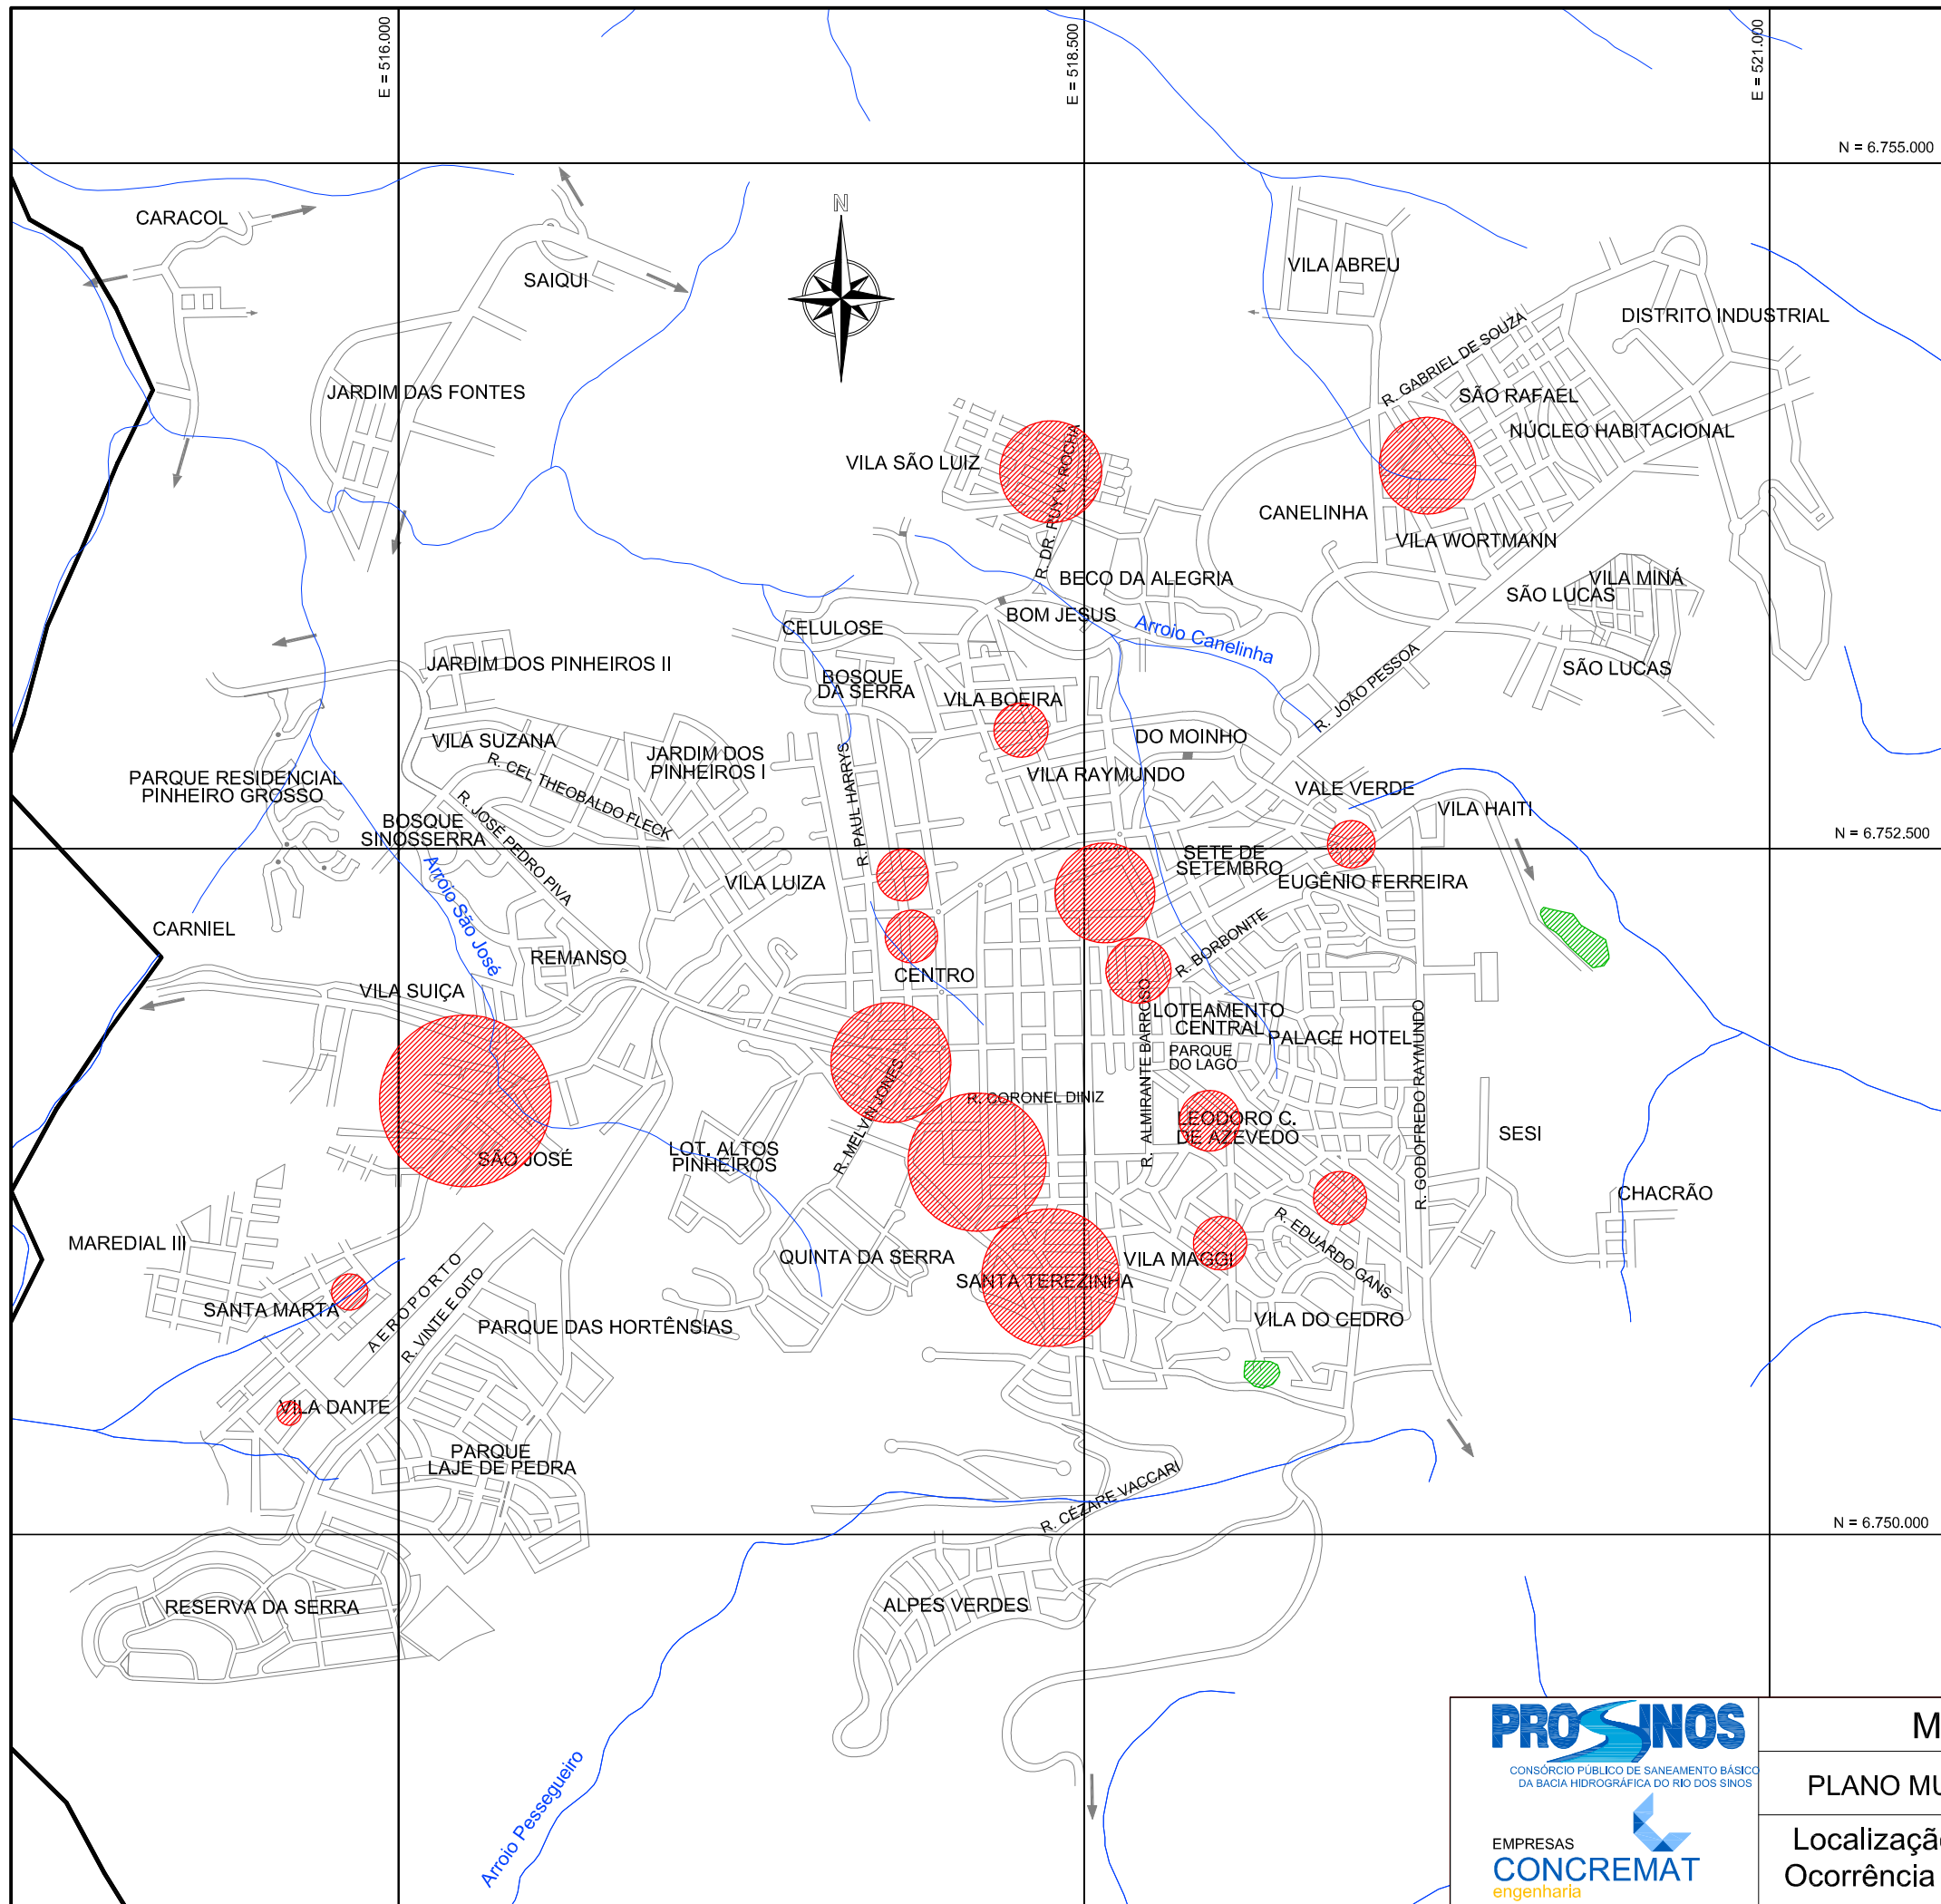 E = 516.000
E = 518.500
E = 521.000
N = 6.755.000
CARACOL
N
SAIQUI
VILA ABREU
DISTRITO INDUSTRIAL
R. GABRIEL DE SOUZA
JARDIM DAS FONTES
SÃO RAFAEL
NÚCLEO HABITACIONAL
VILA SÃO LUIZ
R. DR. RUY V. ROCHA
CANELINHA
VILA WORTMANN
BECO DA ALEGRIA
VILA MINÁ
SÃO LUCAS
BOM JESUS
CELULOSE
Arroio Canelinha
JARDIM DOS PINHEIROS II
SÃO LUCAS
BOSQUE
DA SERRA
VILA BOEIRA
R. JOÃO PESSOA
VILA SUZANA
DO MOINHO
JARDIM DOS
PINHEIROS I
R. CEL THEOBALDO FLECK
PARQUE RESIDENCIAL
PINHEIRO GROSSO
VILA RAYMUNDO
VALE VERDE
R. PAUL HARRYS
VILA HAITI
R. JOSÉ PEDRO PIVA
BOSQUE
SINOSSERRA
N = 6.752.500
SETE DE
SETEMBRO
VILA LUIZA
EUGÊNIO FERREIRA
Arroio São José
CARNIEL
R. BORBONITE
REMANSO
CENTRO
VILA SUIÇA
LOTEAMENTO
CENTRAL
PALACE HOTEL
PARQUE
DO LAGO
R. ALMIRANTE BARROSO
R. GODOFREDO RAYMUNDO
R. CORONEL DINIZ
R. MELVIN JONES
LEODORO C.
DE AZEVEDO
SESI
LOT. ALTOS
PINHEIROS
SÃO JOSÉ
CHACRÃO
MAREDIAL III
R. EDUARDO GANS
QUINTA DA SERRA
VILA MAGGI
SANTA TEREZINHA
AEROPORTO
SANTA MARTA
R. VINTE E OITO
PARQUE DAS HORTÊNSIAS
VILA DO CEDRO
VILA DANTE
PARQUE
LAJE DE PEDRA
R. CÉZARE VACCARI
N = 6.750.000
RESERVA DA SERRA
ALPES VERDES
Arroio Pessegueiro
PROSINOS
CONSÓRCIO PÚBLICO DE SANEAMENTO BÁSICO
DA BACIA HIDROGRÁFICA DO RIO DOS SINOS
EMPRESAS
CONCREMAT
engenharia
M
PLANO MU
Localização
Ocorrência